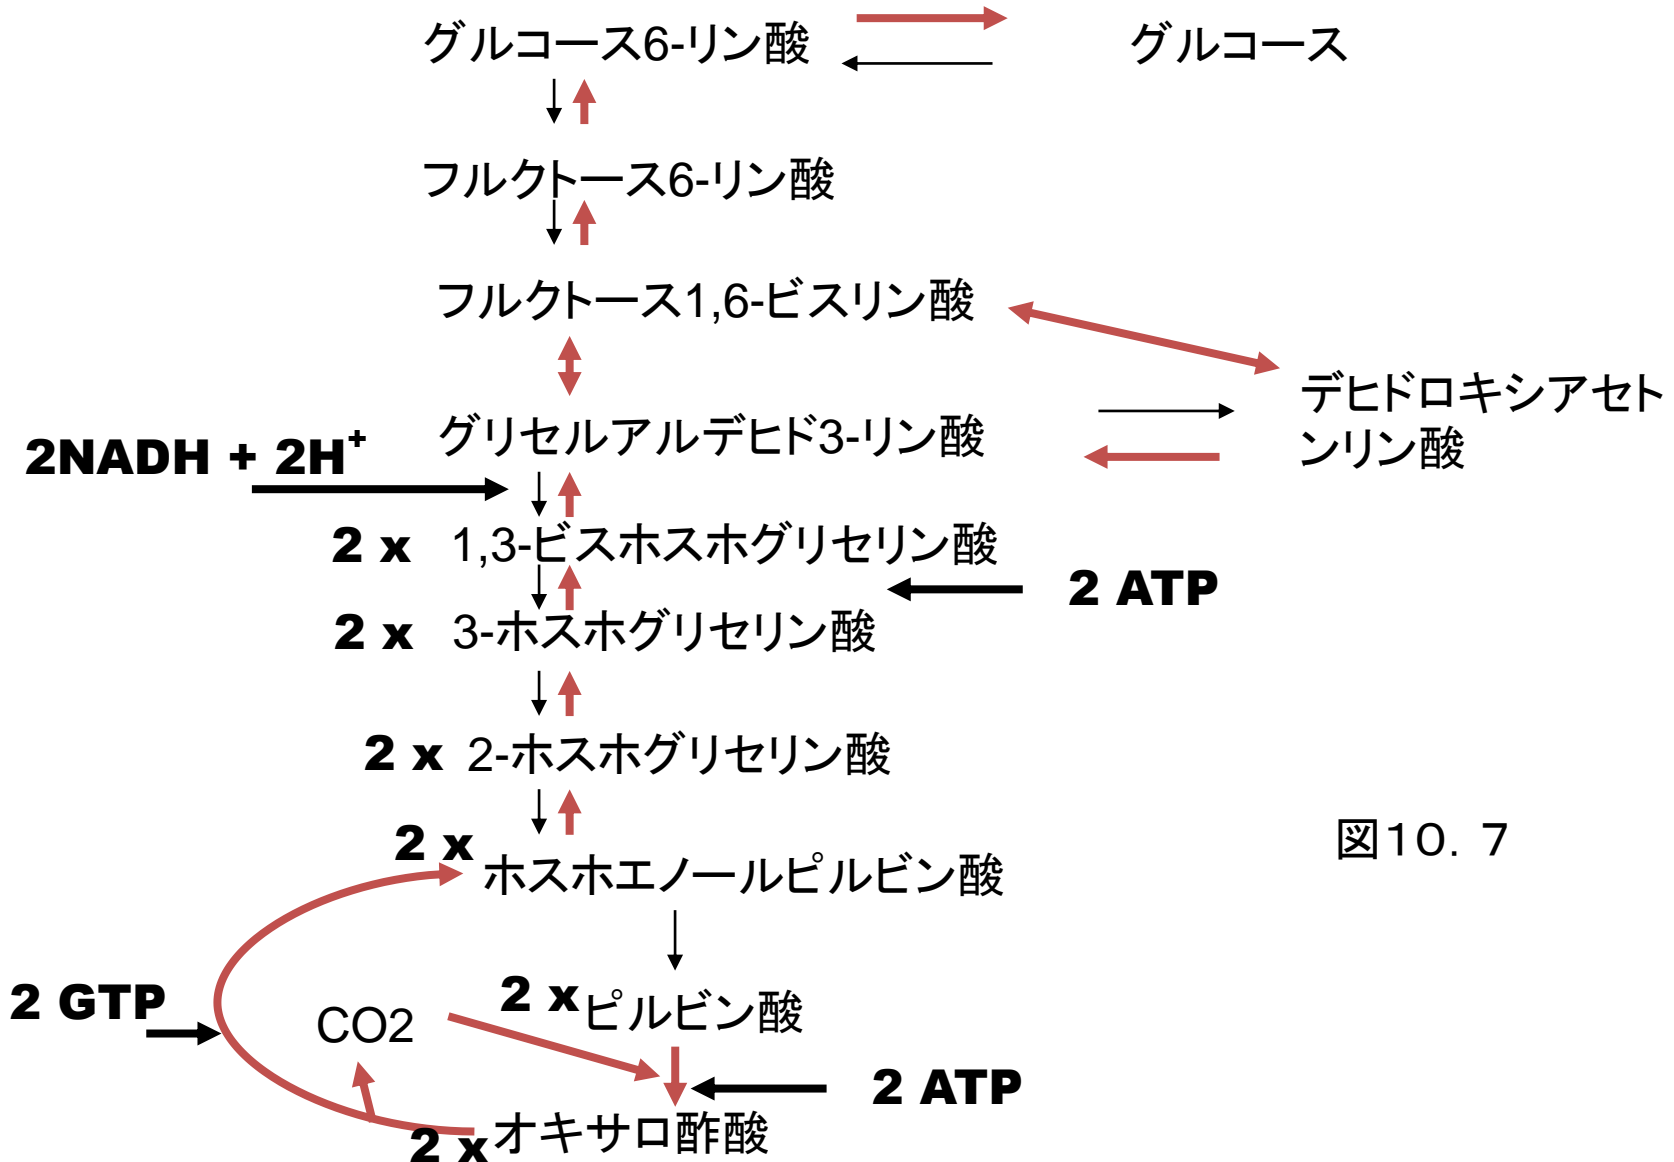 グルコース6-リン酸
グルコース
フルクトース6-リン酸
フルクトース1,6-ビスリン酸
デヒドロキシアセト
ンリン酸
グリセルアルデヒド3-リン酸
2NADH + 2H+
2 x 1,3-ビスホスホグリセリン酸
2 ATP
2 x 3-ホスホグリセリン酸
2 x 2-ホスホグリセリン酸
図10．7
2 x ホスホエノールピルビン酸
2 GTP
CO2
2 x ピルビン酸
2 ATP
2 x オキサロ酢酸